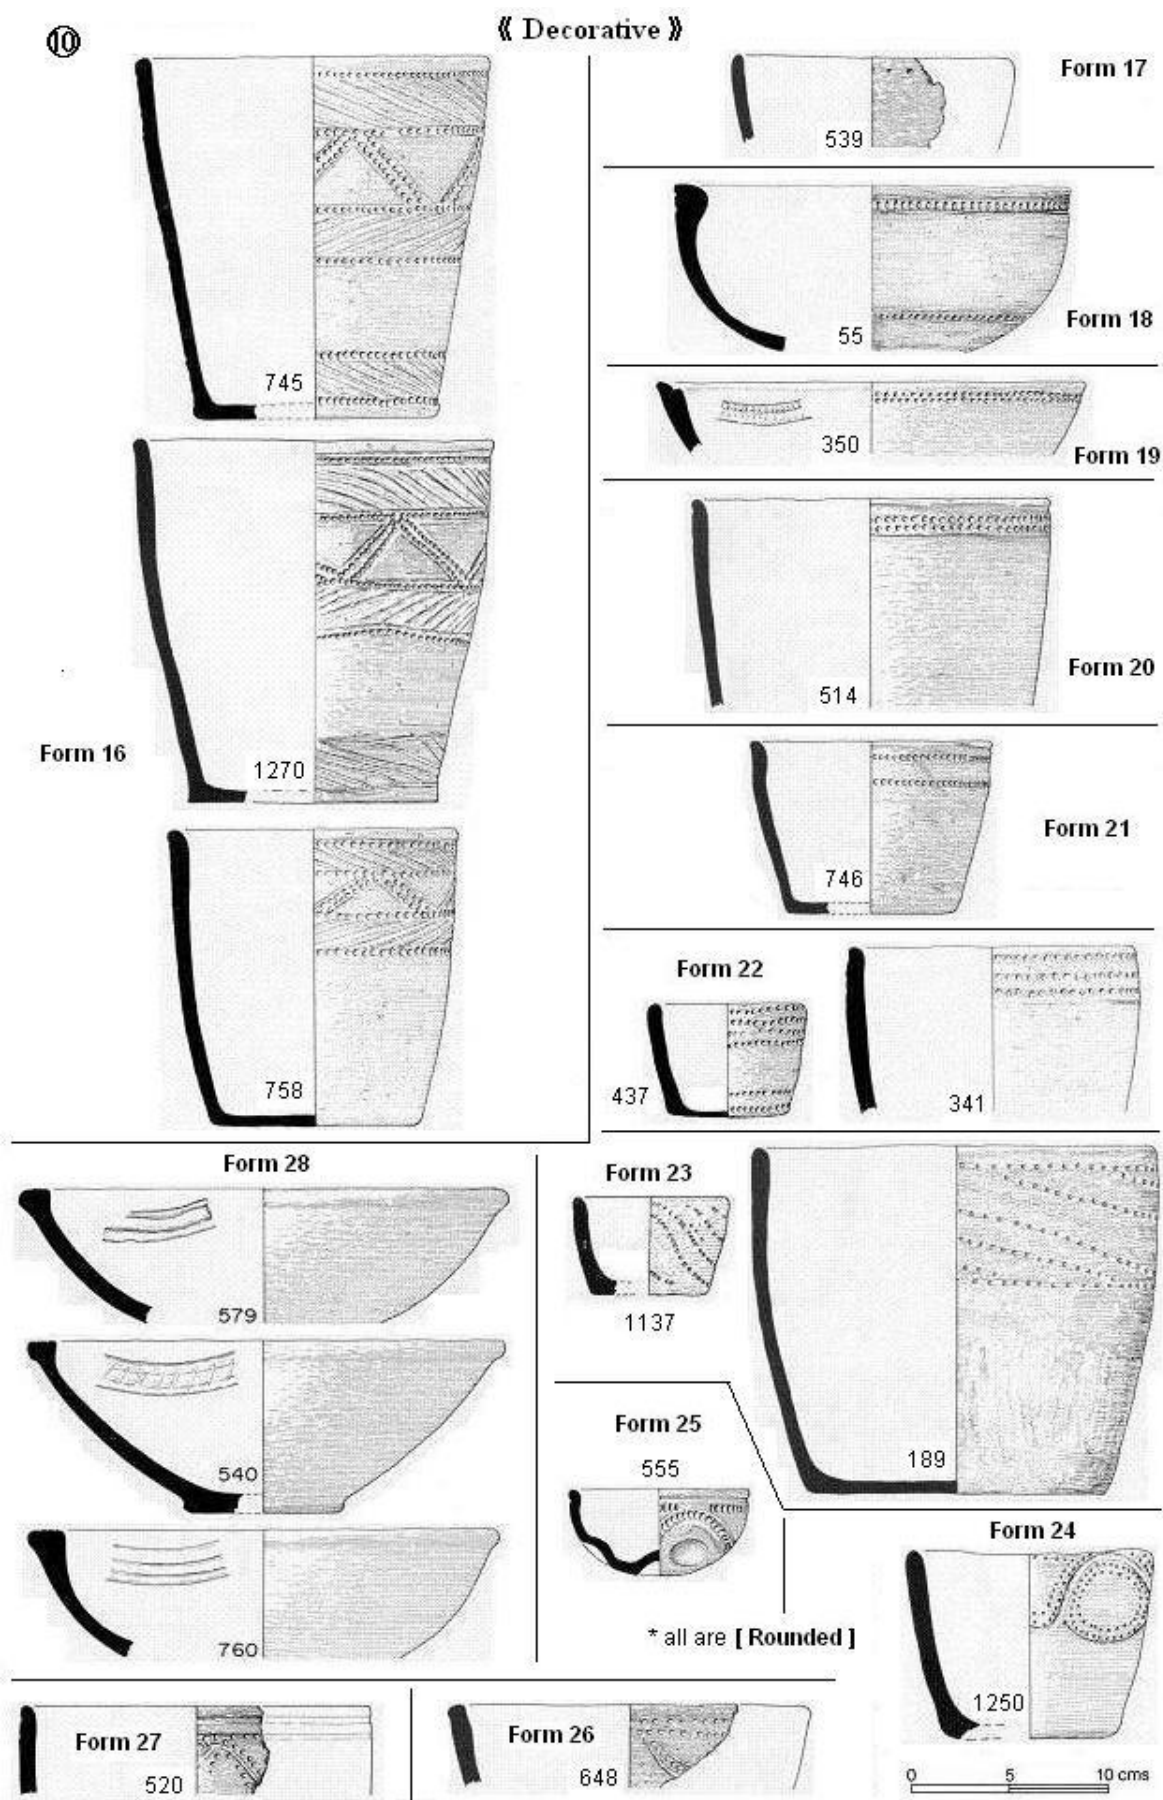 ⑩
⟪ Decorative ⟫
745
1270
Form 16
758
Form 17
539
55
Form 18
350
Form 19
514
Form 20
746
Form 21
Form 22
437
341
Form 28
579
540
760
Form 23
1137
189
Form 25
555
* all are [ Rounded ]
Form 24
1250
Form 27
520
Form 26
648
0 5 10 cms